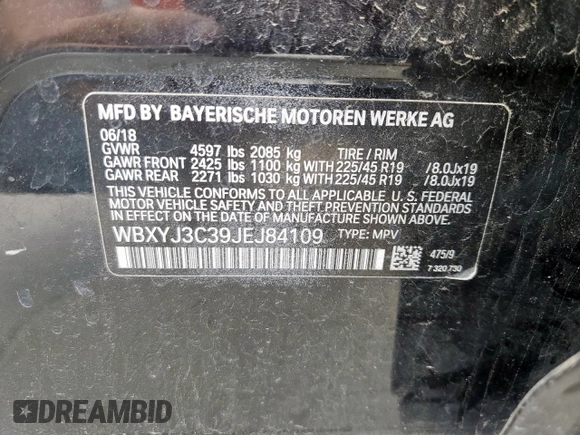 MFD BY BAYERISCHE MOTOREN WERKE AG
06/18
GVWR 4597 lbs 2085 kg TIRE / RIM
GAWR FRONT 2425 lbs 1100 kg WITH 225/45 R19 /8.0Jx19
GAWR REAR 2271 lbs 1030 kg WITH 225/45 R19 /8.0Jx19
THIS VEHICLE CONFORMS TO ALL APPLICABLE U. S. FEDERAL
MOTOR VEHICLE SAFETY, BUMPER, AND THEFT PREVENTION
STANDARDS IN EFFECT ON THE DATE OF MANUFACTURE SHOWN ABOVE.
WBXYJ3C39JEJ84109 TYPE: MPV
475/9
7 320 730
DREAMBID